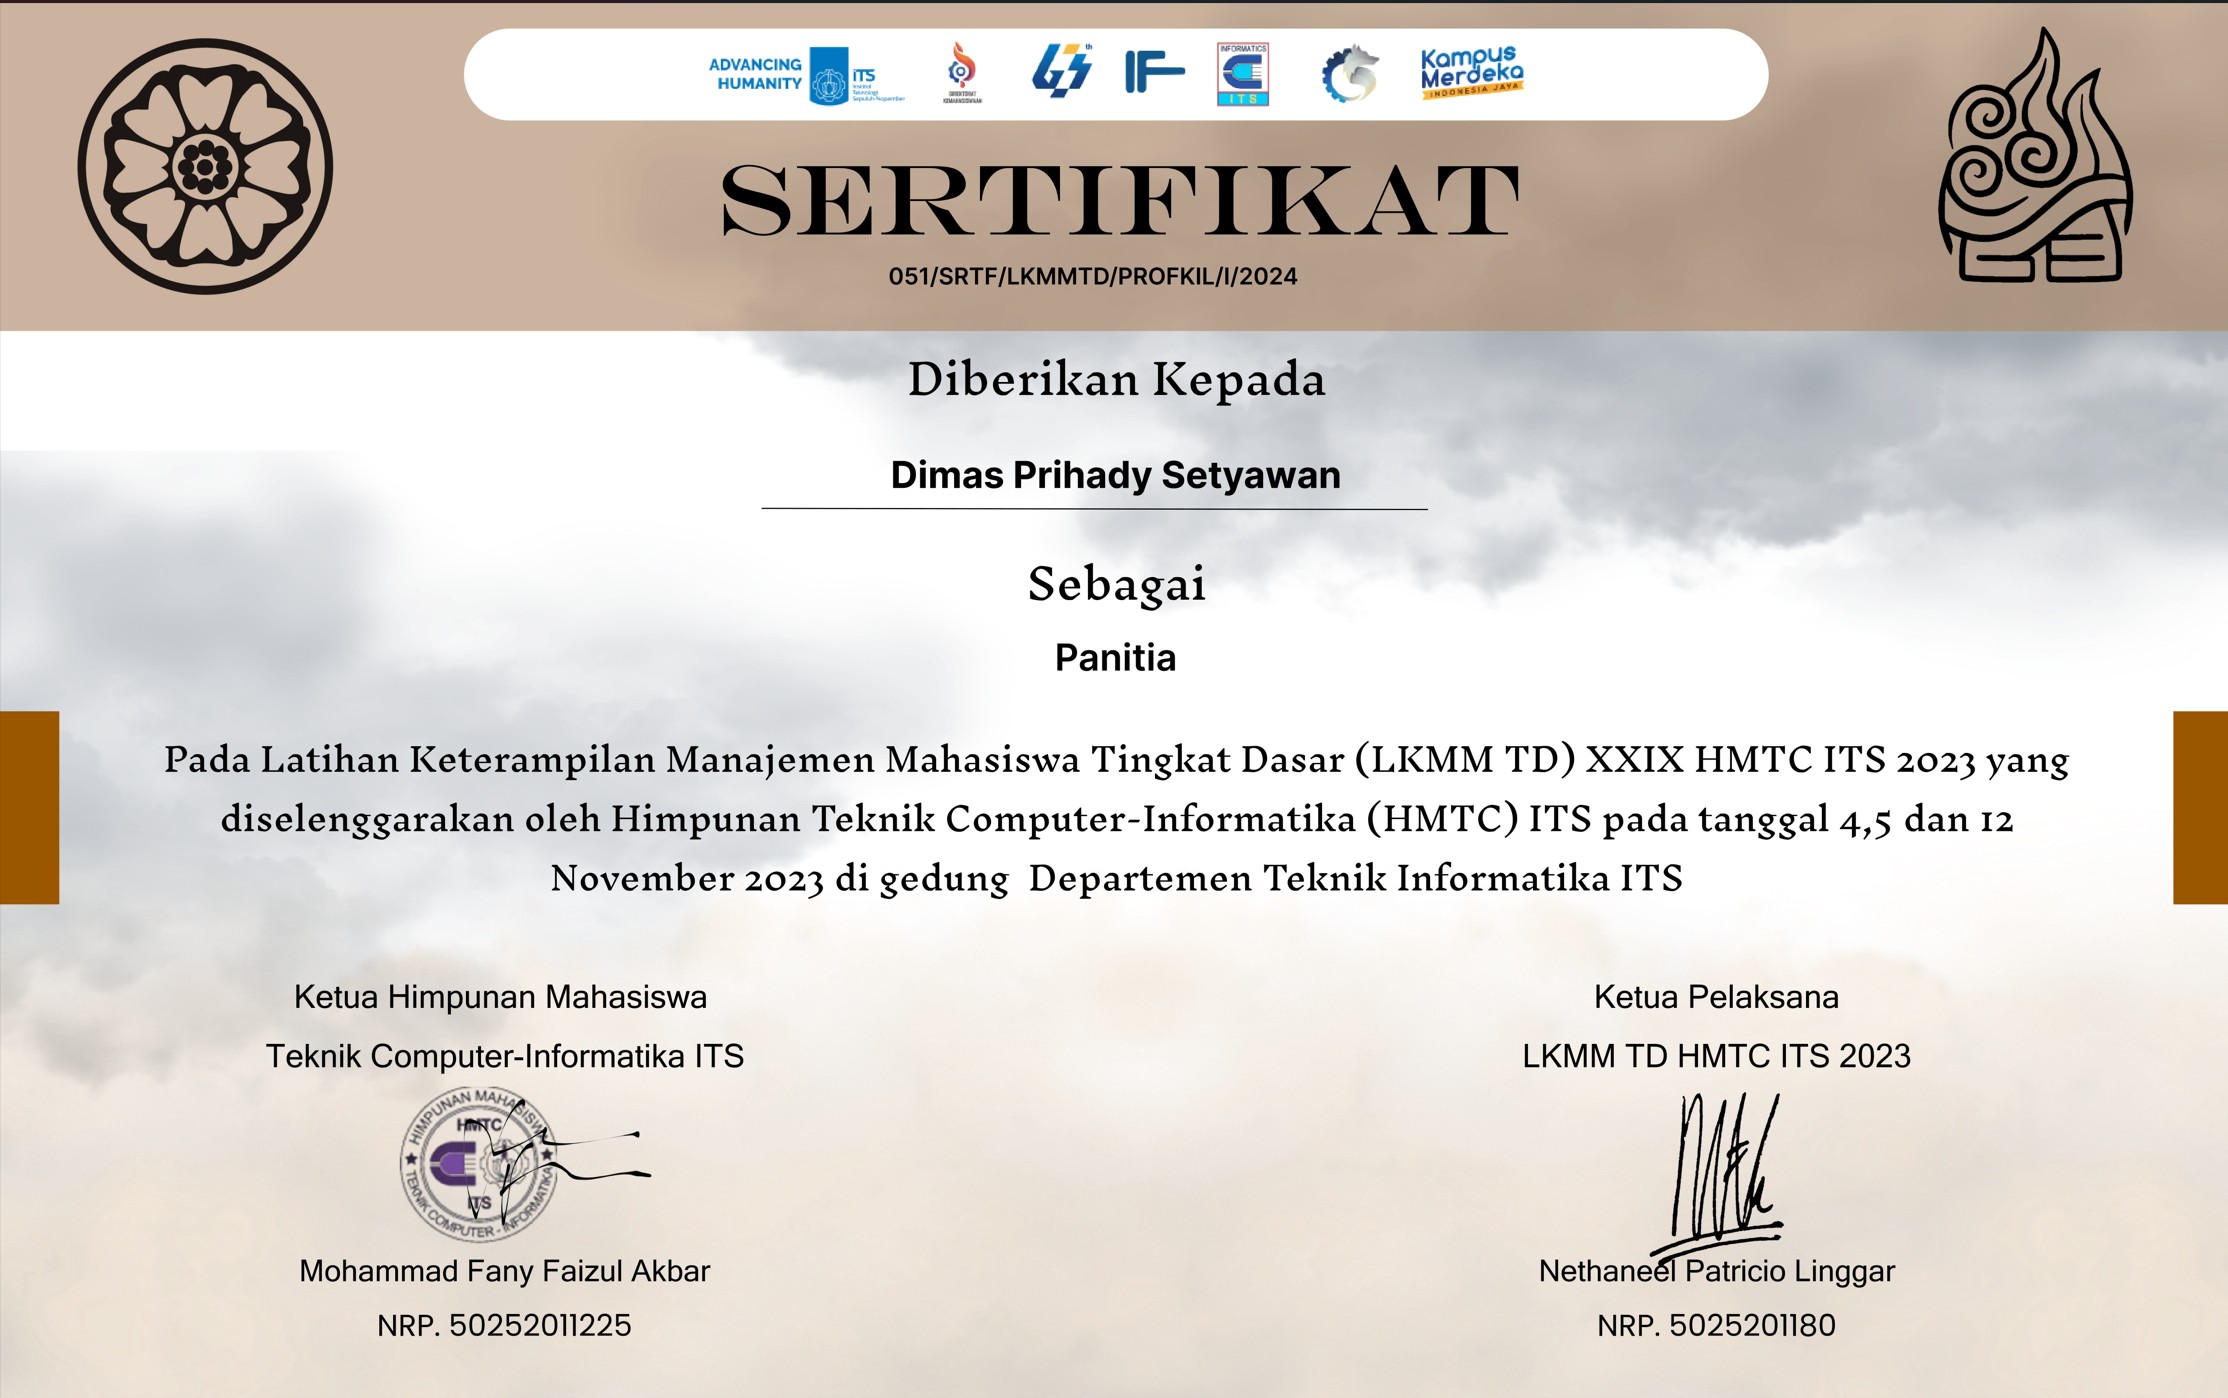 ADVANCING
HUMANITY
ITS
Institut
Teknologi
Sepuluh Nopember
DIREKTORAT
KEMAHASISWAAN
63th
IF
INFORMATICS
ITS
Kampus
Merdeka
INDONESIA JAYA
SERTIFIKAT
051/SRTF/LKMMTD/PROFKIL/I/2024
Diberikan Kepada
Dimas Prihady Setyawan
Sebagai
Panitia
Pada Latihan Keterampilan Manajemen Mahasiswa Tingkat Dasar (LKMM TD) XXIX HMTC ITS 2023 yang
diselenggarakan oleh Himpunan Teknik Computer-Informatika (HMTC) ITS pada tanggal 4,5 dan 12
November 2023 di gedung Departemen Teknik Informatika ITS
Ketua Himpunan Mahasiswa
Teknik Computer-Informatika ITS
HIMPUNAN MAHASISWA
HMTC
ITS
TEKNIK COMPUTER - INFORMATIKA
Mohammad Fany Faizul Akbar
NRP. 50252011225
Ketua Pelaksana
LKMM TD HMTC ITS 2023
Nethaneel Patricio Linggar
NRP. 5025201180